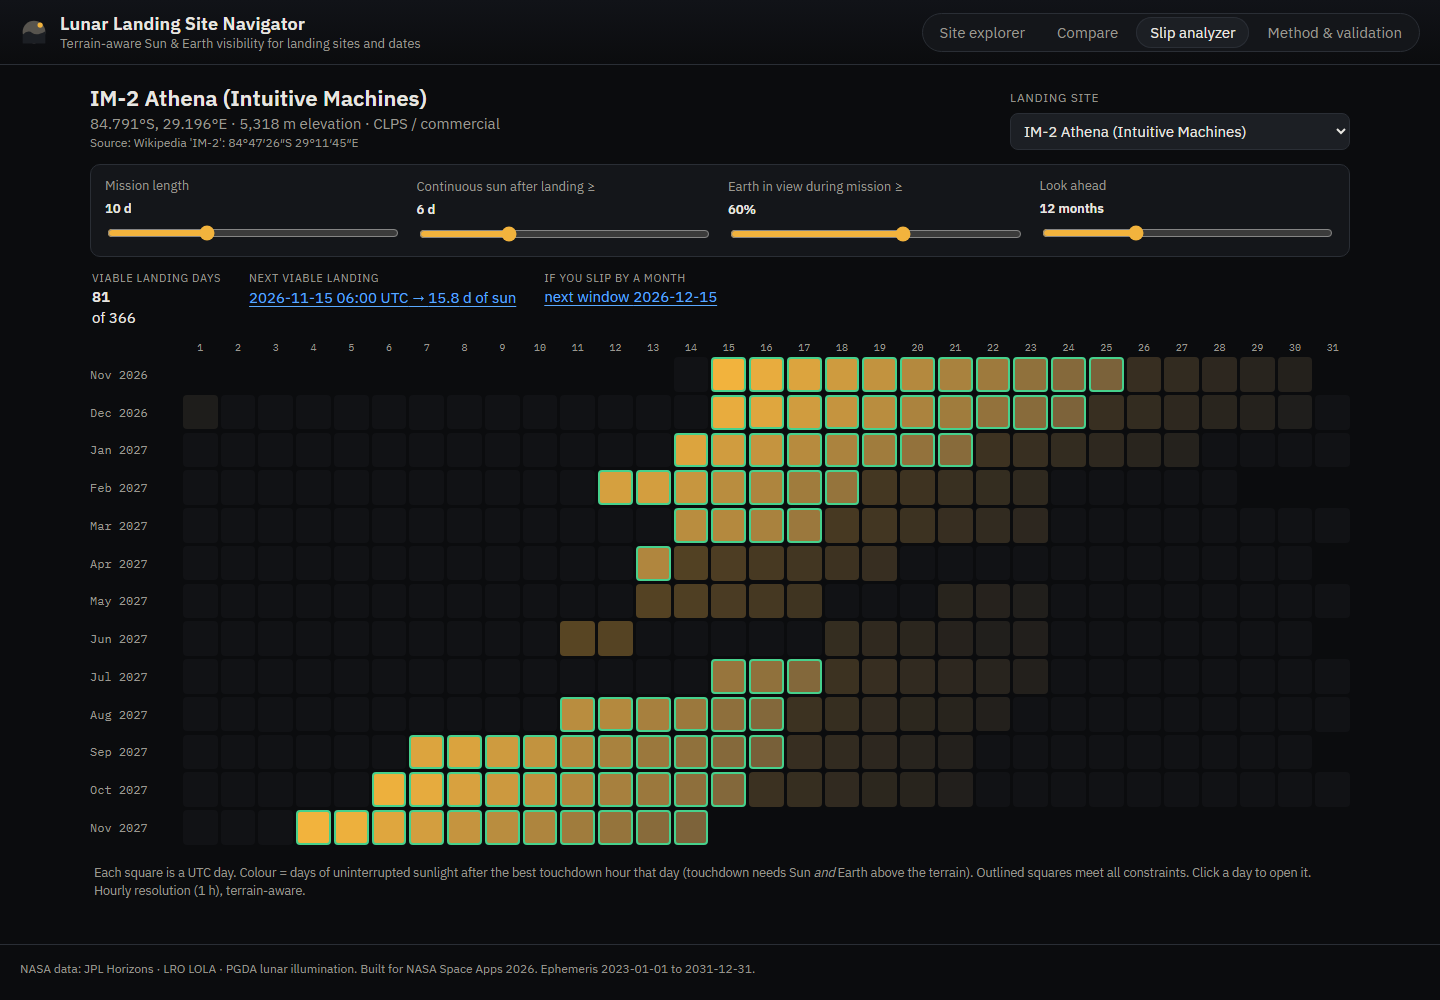 Lunar Landing Site Navigator
Terrain-aware Sun & Earth visibility for landing sites and dates
Site explorer Compare Slip analyzer Method & validation
IM-2 Athena (Intuitive Machines)
84.791°S, 29.196°E · 5,318 m elevation · CLPS / commercial
Source: Wikipedia 'IM-2': 84°47′26″S 29°11′45″E
LANDING SITE
IM-2 Athena (Intuitive Machines)
Mission length Continuous sun after landing ≥ Earth in view during mission ≥ Look ahead
10 d 6 d 60% 12 months
VIABLE LANDING DAYS NEXT VIABLE LANDING IF YOU SLIP BY A MONTH
81 2026-11-15 06:00 UTC → 15.8 d of sun next window 2026-12-15
of 366
1 2 3 4 5 6 7 8 9 10 11 12 13 14 15 16 17 18 19 20 21 22 23 24 25 26 27 28 29 30 31
Nov 2026
Dec 2026
Jan 2027
Feb 2027
Mar 2027
Apr 2027
May 2027
Jun 2027
Jul 2027
Aug 2027
Sep 2027
Oct 2027
Nov 2027
Each square is a UTC day. Colour = days of uninterrupted sunlight after the best touchdown hour that day (touchdown needs Sun and Earth above the terrain). Outlined squares meet all constraints. Click a day to open it.
Hourly resolution (1 h), terrain-aware.
NASA data: JPL Horizons · LRO LOLA · PGDA lunar illumination. Built for NASA Space Apps 2026. Ephemeris 2023-01-01 to 2031-12-31.